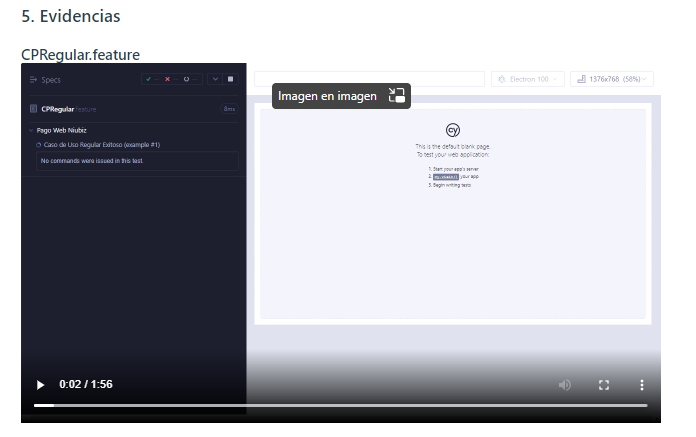 5. Evidencias
CPRegular.feature
Specs
Electron 100
1376x768 (58%)
Imagen en imagen
CPRegular feature
8ms
Pago Web Niubiz
Caso de Uso Regular Exitoso (example #1)
No commands were issued in this test.
cy
This is the default blank page.
To test your web application:
1. Start your app's server
2. your app
3. Begin writing tests
0:02 / 1:56